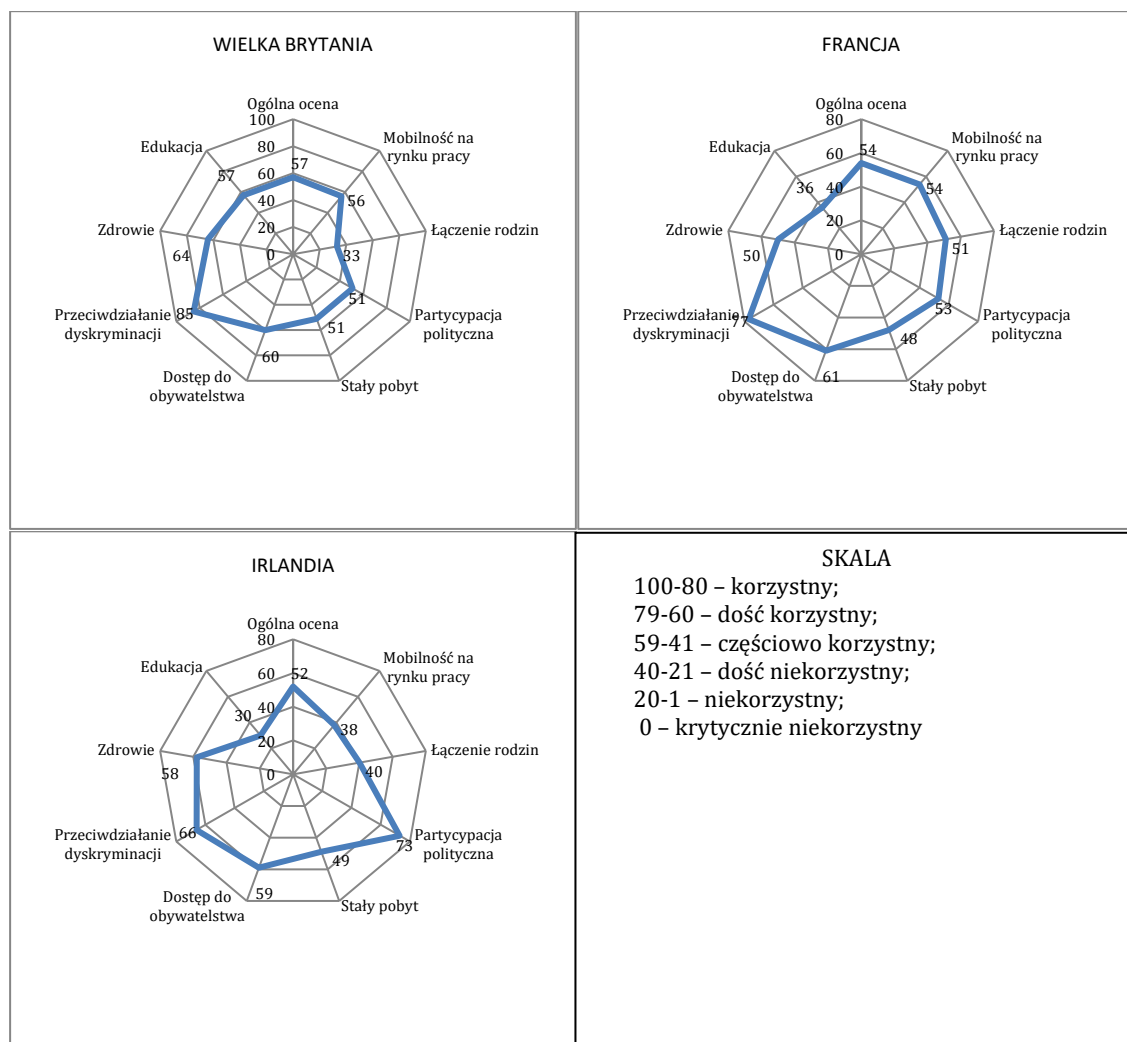 WIELKA BRYTANIA
Ogólna ocena
100
80
60
40
20
0
57
Mobilność na
rynku pracy
56
Łączenie rodzin
33
Partycypacja
polityczna
51
Stały pobyt
51
Dostęp do
obywatelstwa
60
Przeciwdziałanie
dyskryminacji
85
Zdrowie
64
Edukacja
57
FRANCJA
Ogólna ocena
80
60
40
20
0
54
Mobilność na
rynku pracy
54
Łączenie rodzin
51
Partycypacja
polityczna
53
Stały pobyt
48
Dostęp do
obywatelstwa
61
Przeciwdziałanie
dyskryminacji
77
Zdrowie
50
Edukacja
36
IRLANDIA
Ogólna ocena
80
60
40
20
0
52
Mobilność na
rynku pracy
38
Łączenie rodzin
40
Partycypacja
polityczna
73
Stały pobyt
49
Dostęp do
obywatelstwa
59
Przeciwdziałanie
dyskryminacji
66
Zdrowie
58
Edukacja
30
SKALA
100-80 – korzystny;
79-60 – dość korzystny;
59-41 – częściowo korzystny;
40-21 – dość niekorzystny;
20-1 – niekorzystny;
0 – krytycznie niekorzystny